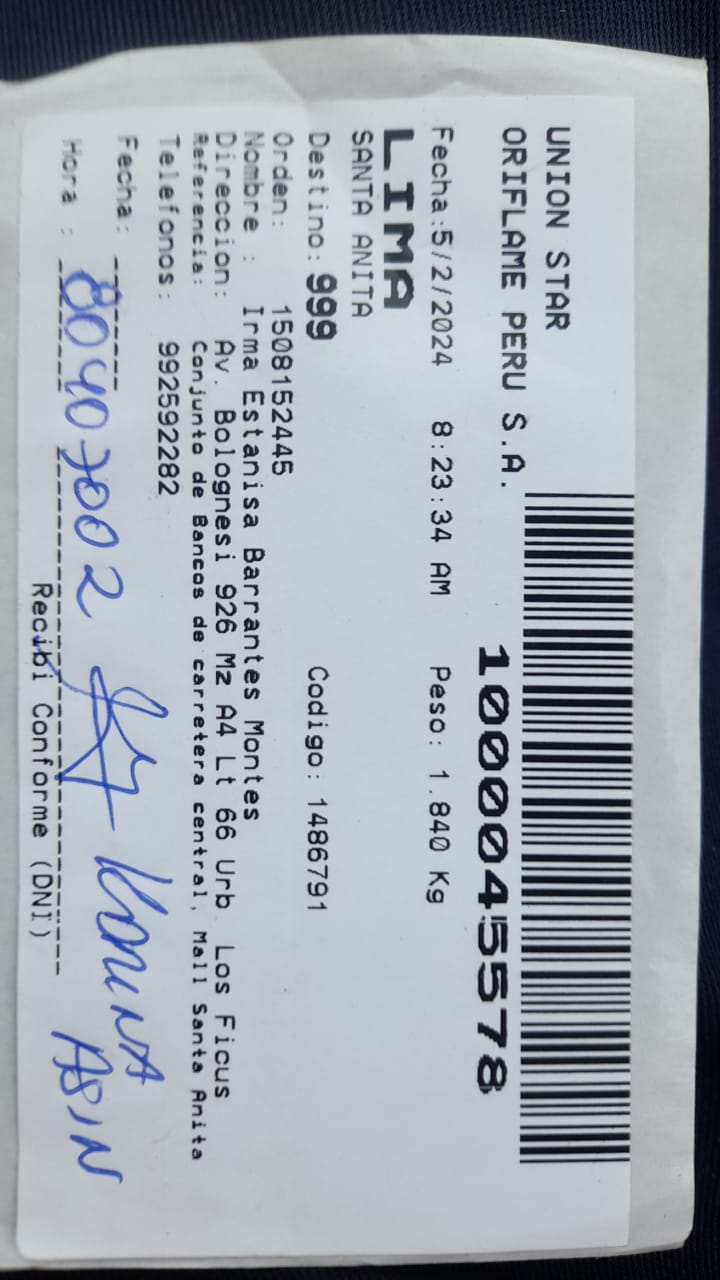 UNION STAR
ORIFLAME PERU S.A.
1000045578
Fecha:5/2/2024 8:23:34 AM Peso: 1.840 Kg
LIMA
SANTA ANITA
Destino: 999 Codigo: 1486791
Orden: 1508152445
Nombre : Irma Estanisa Barrantes Montes
Direccion: Av. Bolognesi 926 Mz A4 Lt 66 Urb. Los Ficus
Referencia: Conjunto de Bancos de carretera central, Mall Santa Anita
Telefonos: 992592282
Fecha:
Hora :
Recibi Conforme (DNI)